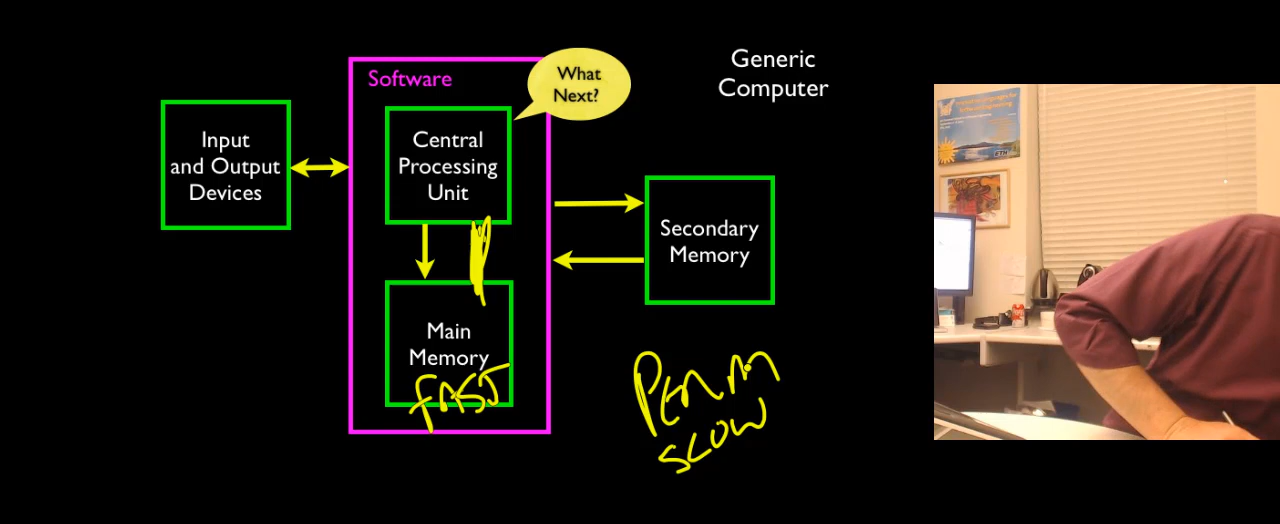 Generic
Computer
Software
What
Next?
Input
and Output
Devices
Central
Processing
Unit
Secondary
Memory
Main
Memory
FAST
PERM
SLOW
ETH